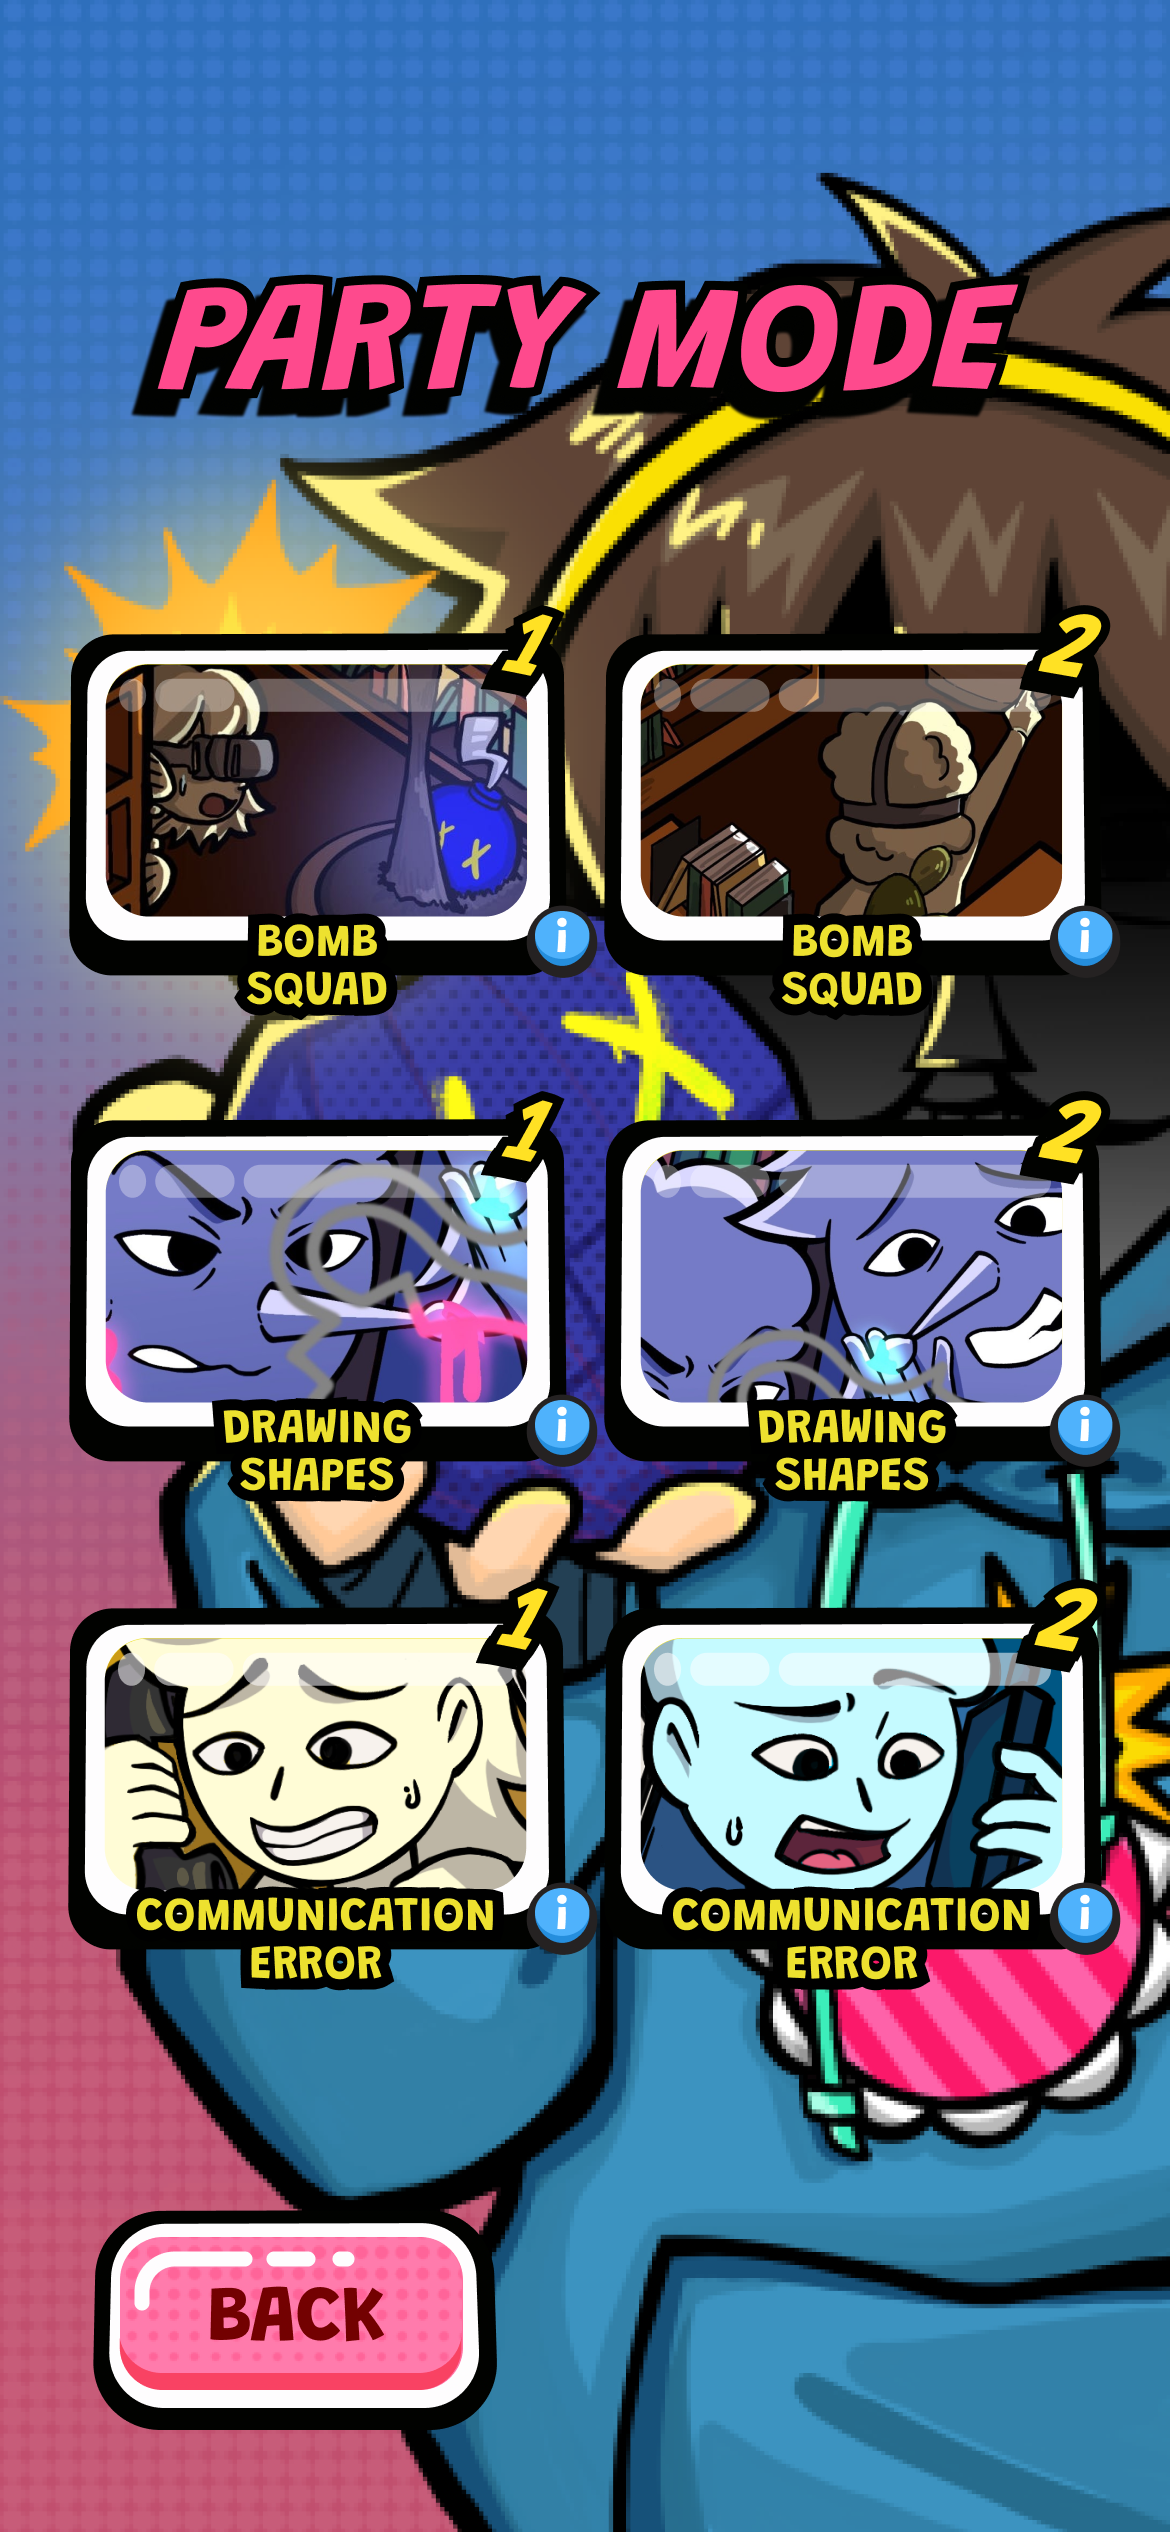 PARTY MODE
1
2
BOMB
SQUAD
i
BOMB
SQUAD
i
1
2
DRAWING
SHAPES
i
DRAWING
SHAPES
i
1
2
COMMUNICATION
ERROR
i
COMMUNICATION
ERROR
i
BACK